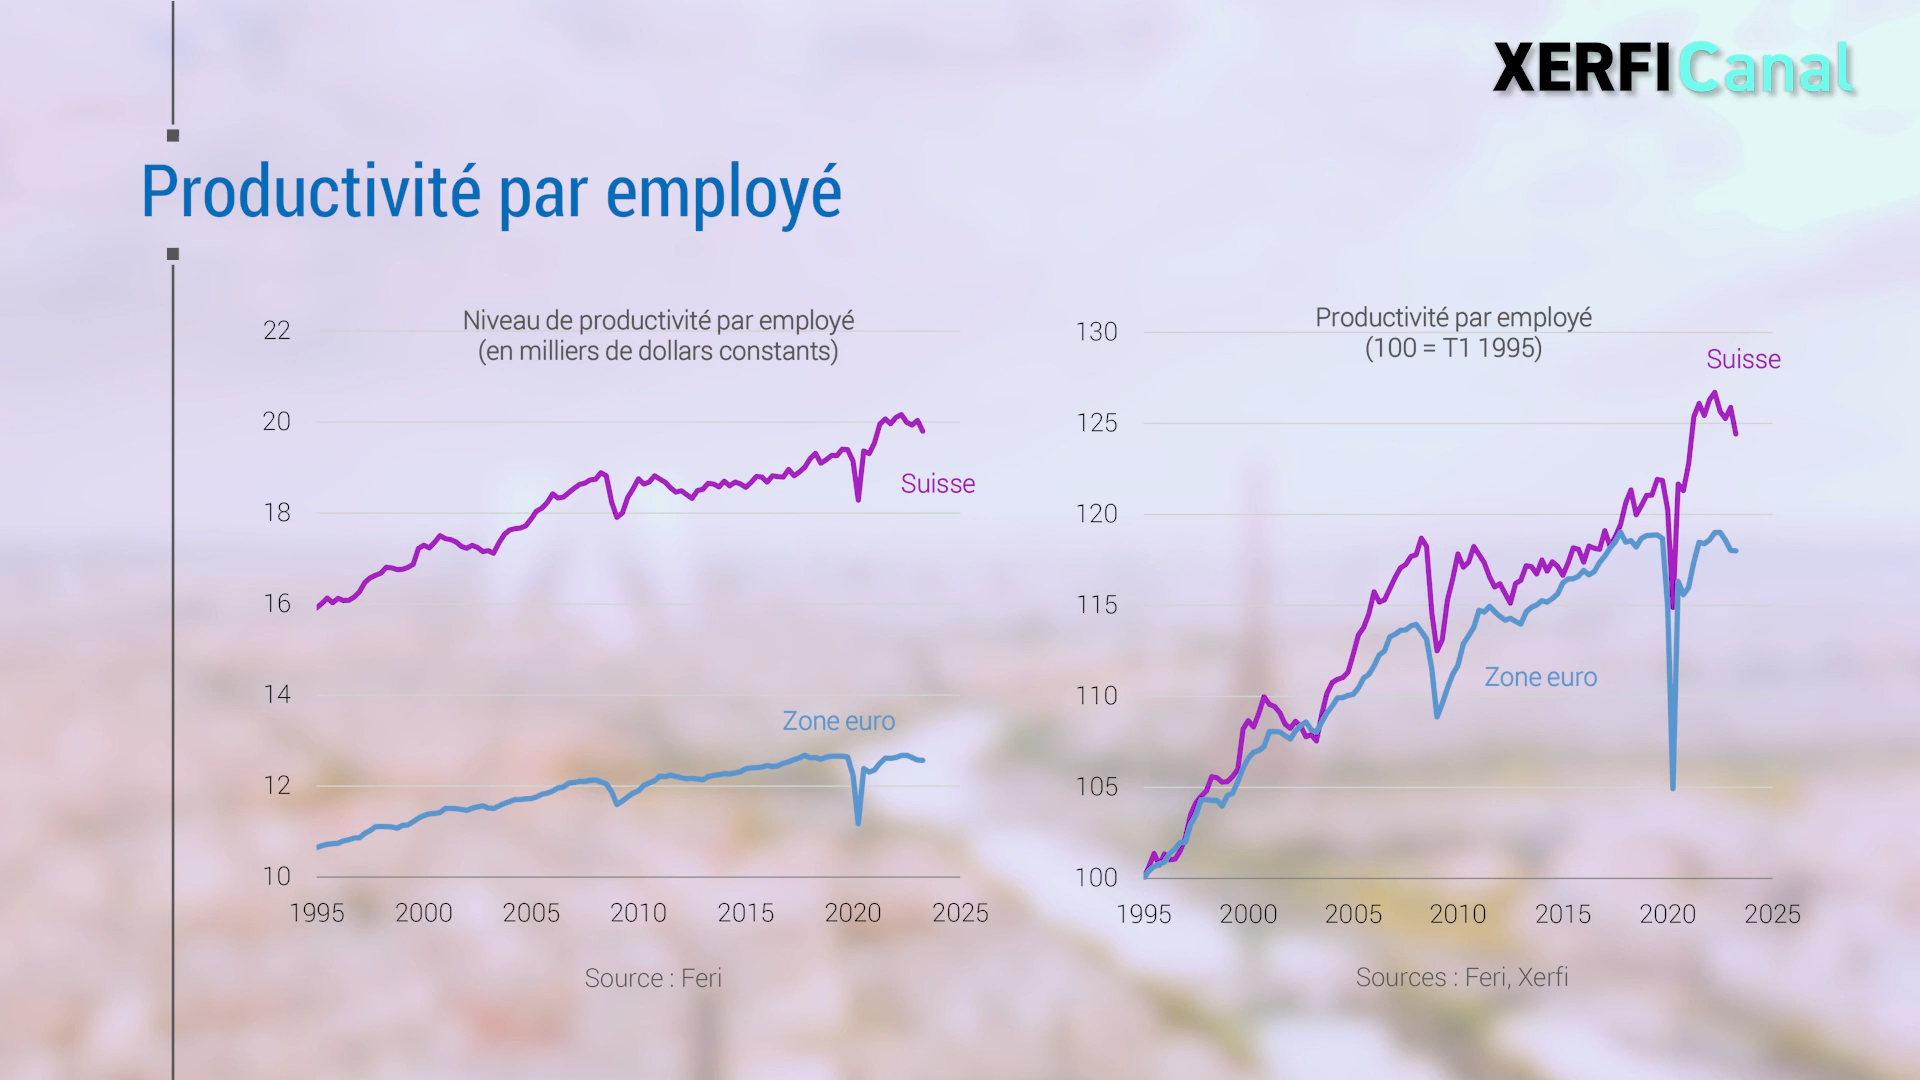 XERFI Canal
Productivité par employé
Niveau de productivité par employé
(en milliers de dollars constants)
22
20
18
16
14
12
10
Suisse
Zone euro
1995 2000 2005 2010 2015 2020 2025
Source : Feri
Productivité par employé
(100 = T1 1995)
130
125
120
115
110
105
100
Suisse
Zone euro
1995 2000 2005 2010 2015 2020 2025
Sources : Feri, Xerfi